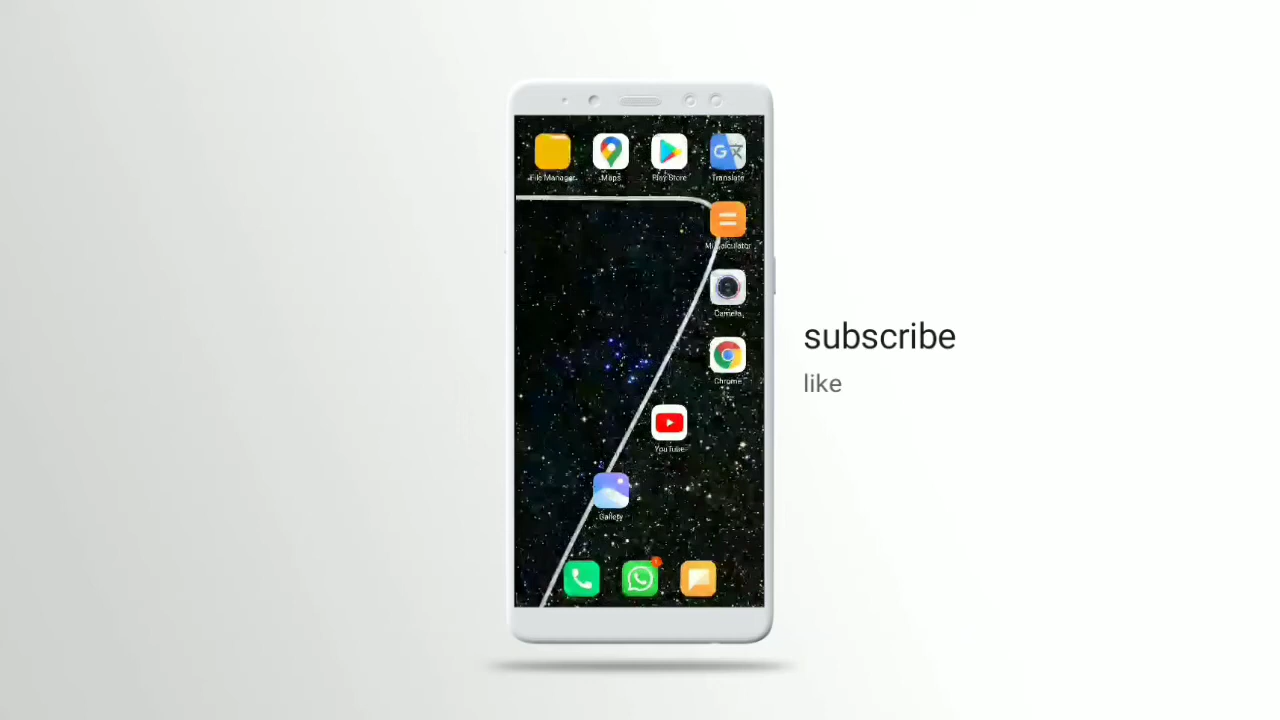 File Manager
Maps
Play Store
Translate
Mi Calculator
Camera
Chrome
YouTube
Gallery
subscribe
like